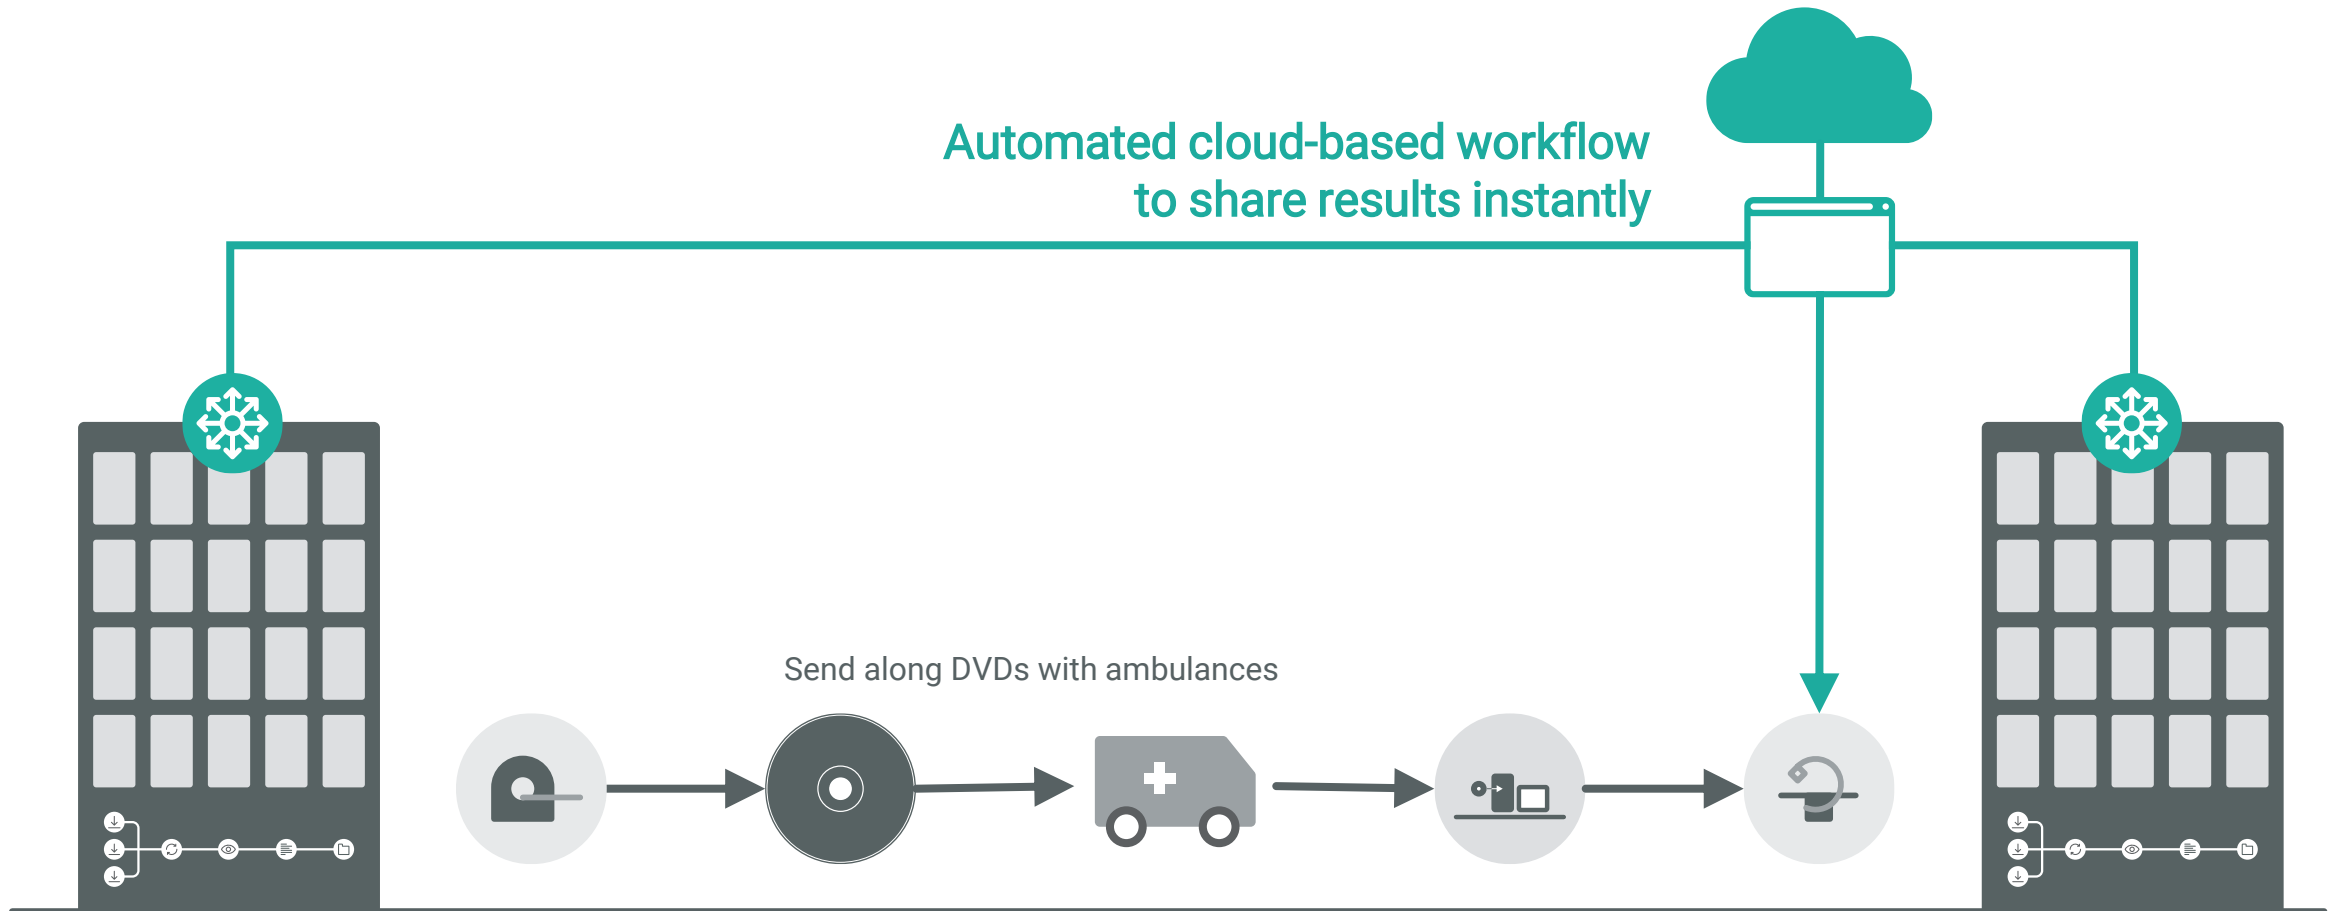 Automated cloud-based workflow
to share results instantly
Send along DVDs with ambulances